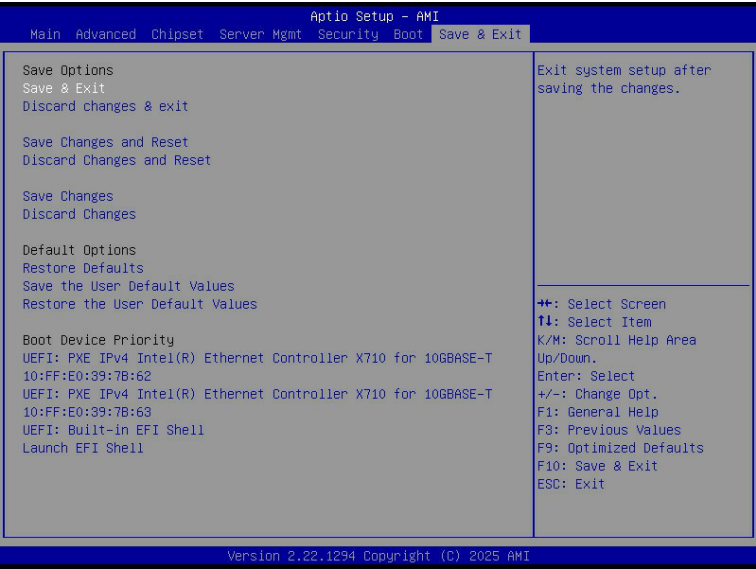 Aptio Setup – AMI
Main Advanced Chipset Server Mgmt Security Boot Save & Exit
Save Options
Save & Exit
Discard changes & exit
Save Changes and Reset
Discard Changes and Reset
Save Changes
Discard Changes
Default Options
Restore Defaults
Save the User Default Values
Restore the User Default Values
Boot Device Priority
UEFI: PXE IPv4 Intel(R) Ethernet Controller X710 for 10GBASE-T
10:FF:E0:39:7B:62
UEFI: PXE IPv4 Intel(R) Ethernet Controller X710 for 10GBASE-T
10:FF:E0:39:7B:63
UEFI: Built-in EFI Shell
Launch EFI Shell
Exit system setup after
saving the changes.
→←: Select Screen
↑↓: Select Item
K/M: Scroll Help Area
Up/Down.
Enter: Select
+/-: Change Opt.
F1: General Help
F3: Previous Values
F9: Optimized Defaults
F10: Save & Exit
ESC: Exit
Version 2.22.1294 Copyright (C) 2025 AMI